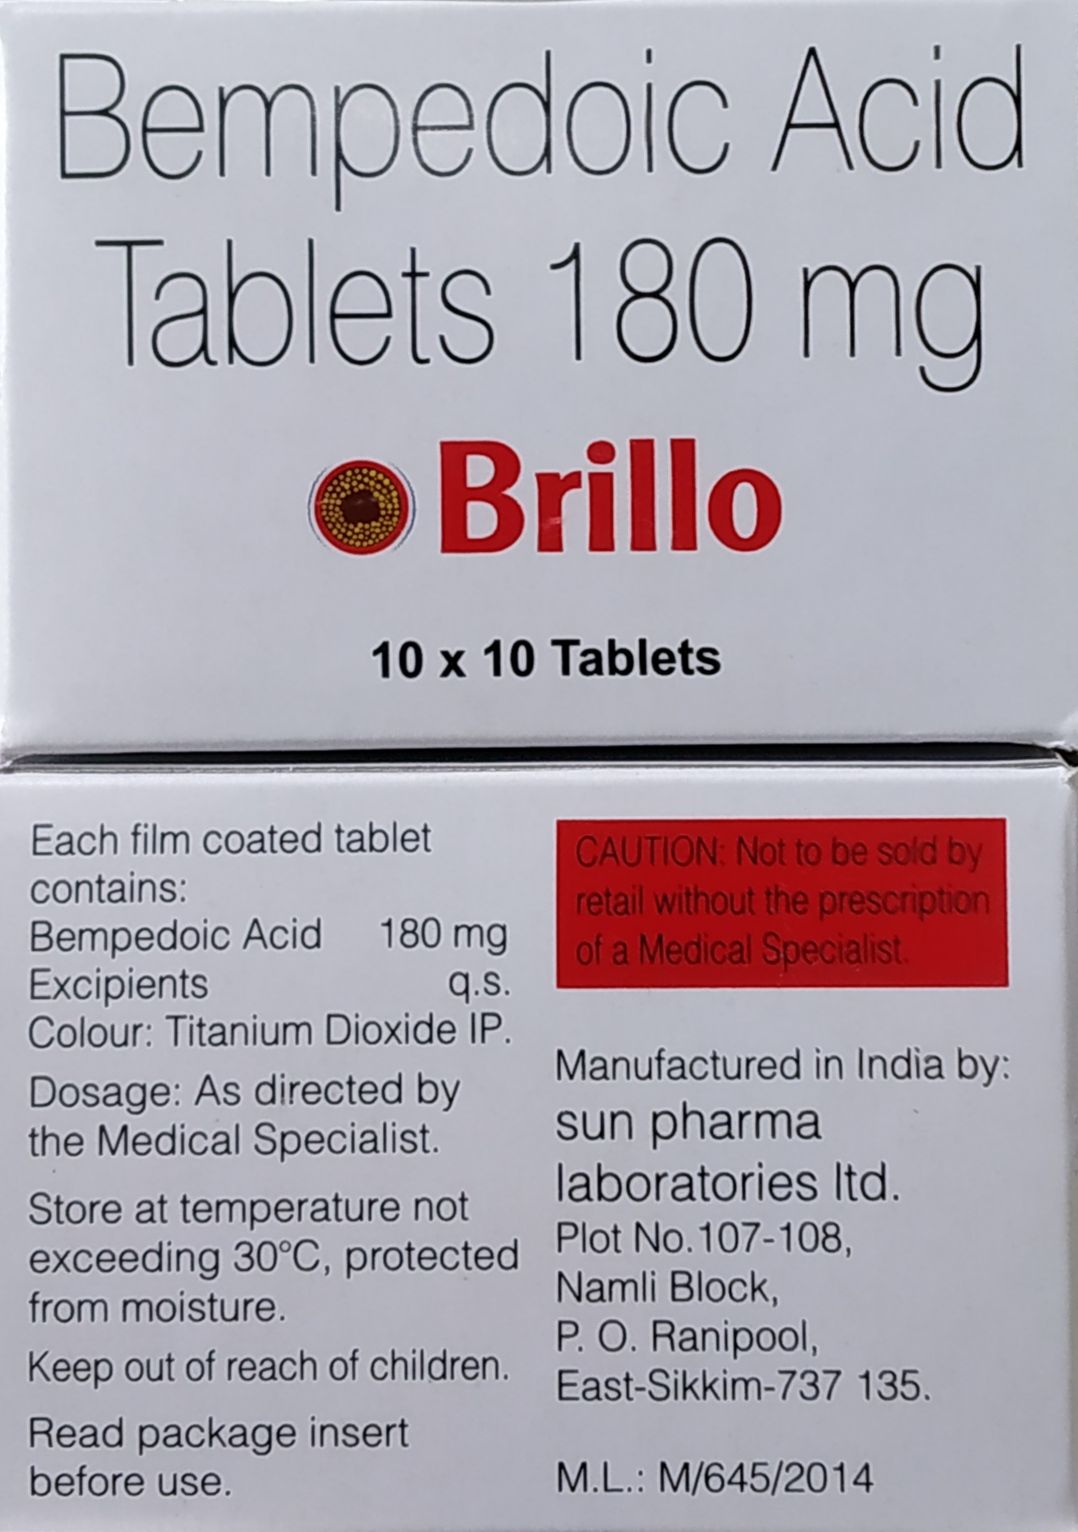 Bempedoic Acid
Tablets 180 mg
Brillo
10 x 10 Tablets
Each film coated tablet
contains:
Bempedoic Acid 180 mg
Excipients q.s.
Colour: Titanium Dioxide IP.
Dosage: As directed by
the Medical Specialist.
Store at temperature not
exceeding 30°C, protected
from moisture.
Keep out of reach of children.
Read package insert
before use.
CAUTION: Not to be sold by
retail without the prescription
of a Medical Specialist.
Manufactured in India by:
sun pharma
laboratories ltd.
Plot No.107-108,
Namli Block,
P. O. Ranipool,
East-Sikkim-737 135.
M.L.: M/645/2014